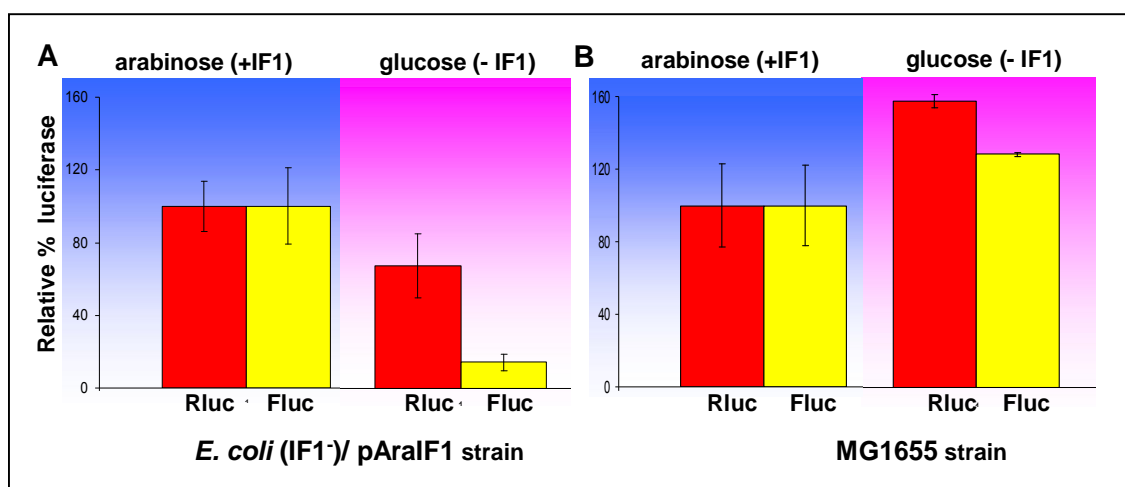 A
arabinose (+IF1)
glucose (- IF1)
B
arabinose (+IF1)
glucose (- IF1)
Relative % luciferase
160
120
80
40
0
160
120
80
40
0
Rluc Fluc
Rluc Fluc
Rluc Fluc
Rluc Fluc
E. coli (IF1-)/ pAraIF1 strain
MG1655 strain